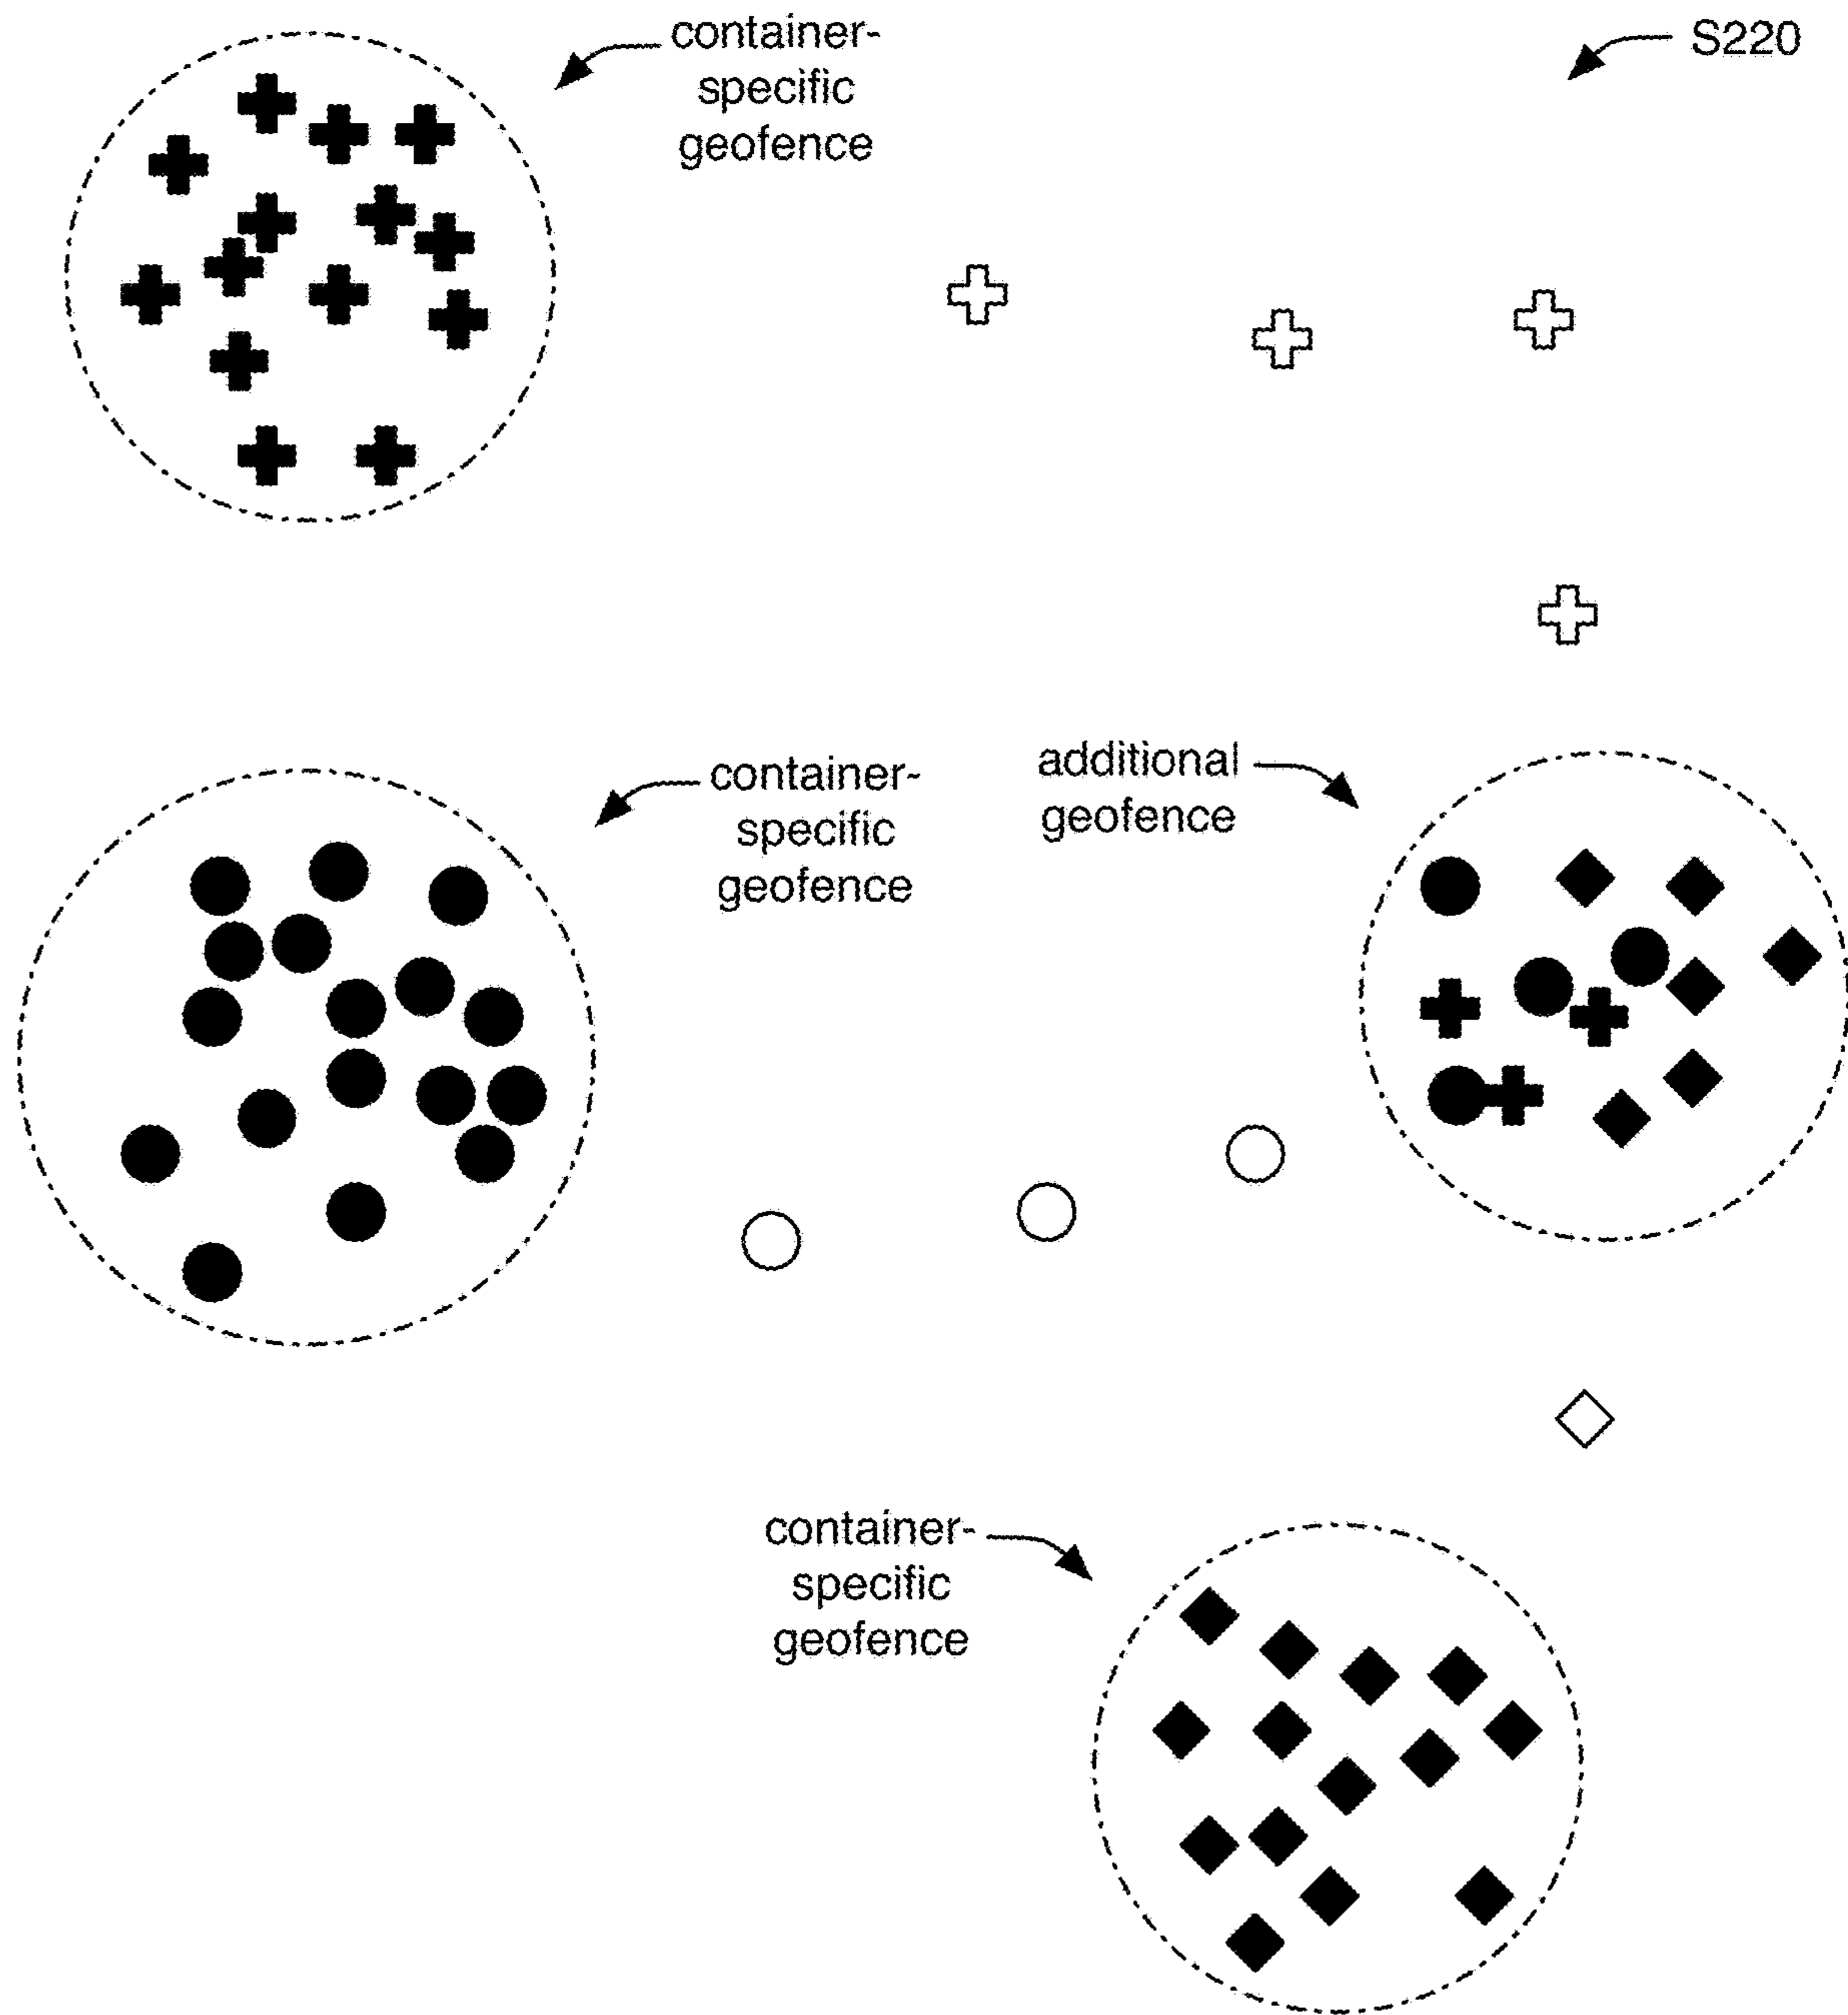 container-
specific
geofence
S220
container-
specific
geofence
additional
geofence
container-
specific
geofence